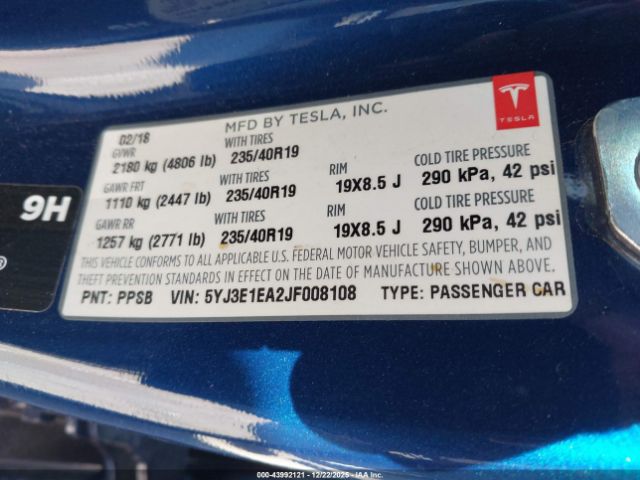 MFD BY TESLA, INC.
TESLA
02/18
GVWR WITH TIRES
2180 kg (4806 lb) 235/40R19
GAWR FRT WITH TIRES RIM COLD TIRE PRESSURE
1110 kg (2447 lb) 235/40R19 19X8.5 J 290 kPa, 42 psi
GAWR RR WITH TIRES RIM COLD TIRE PRESSURE
1257 kg (2771 lb) 235/40R19 19X8.5 J 290 kPa, 42 psi
THIS VEHICLE CONFORMS TO ALL APPLICABLE U.S. FEDERAL MOTOR VEHICLE SAFETY, BUMPER, AND
THEFT PREVENTION STANDARDS IN EFFECT ON THE DATE OF MANUFACTURE SHOWN ABOVE.
PNT: PPSB VIN: 5YJ3E1EA2JF008108 TYPE: PASSENGER CAR
9H
®
000-43992121 - 12/22/2025 - IAAI.COM